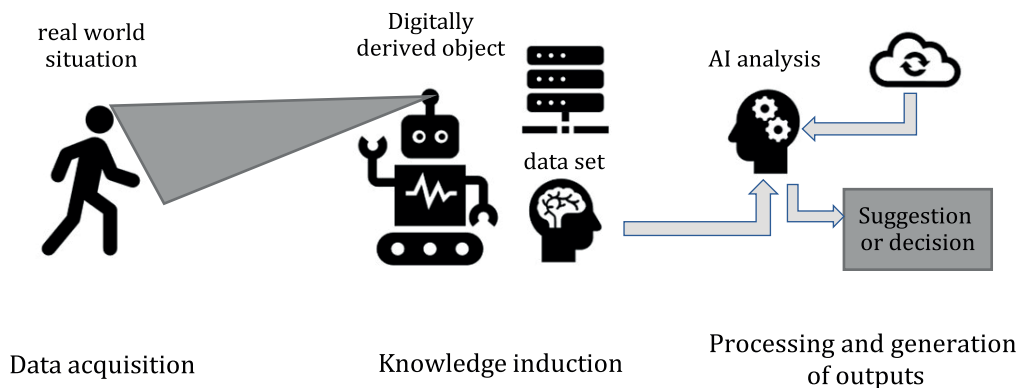 real world
situation
Digitally
derived object
data set
AI analysis
Suggestion
or decision
Data acquisition
Knowledge induction
Processing and generation
of outputs